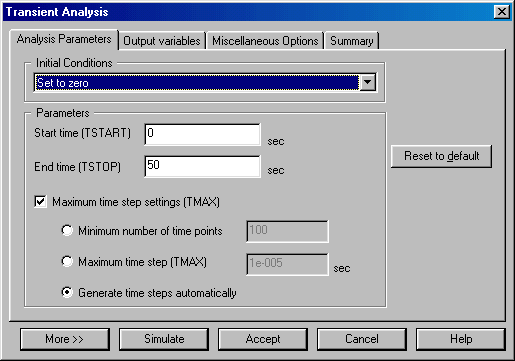 Transient Analysis
Analysis Parameters Output variables Miscellaneous Options Summary
Initial Conditions
Set to zero
Parameters
Start time (TSTART) 0 sec
End time (TSTOP) 50 sec
Reset to default
Maximum time step settings (TMAX)
Minimum number of time points 100
Maximum time step (TMAX) 1e-005 sec
Generate time steps automatically
More >> Simulate Accept Cancel Help